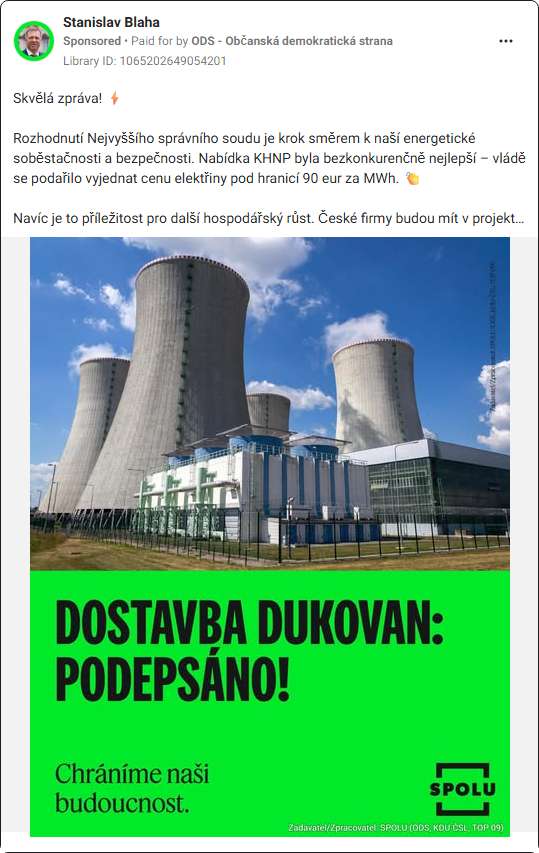 Stanislav Blaha
Sponsored • Paid for by ODS - Občanská demokratická strana
Library ID: 1065202649054201
Skvělá zpráva! ⚡
Rozhodnutí Nejvyššího správního soudu je krok směrem k naší energetické
soběstačnosti a bezpečnosti. Nabídka KHNP byla bezkonkurenčně nejlepší – vládě
se podařilo vyjednat cenu elektřiny pod hranicí 90 eur za MWh. 👏
Navíc je to příležitost pro další hospodářský růst. České firmy budou mít v projekt...
DOSTAVBA DUKOVAN:
PODEPSÁNO!
Chráníme naši
budoucnost.
SPOLU
Zadavatel/Zpracovatel: SPOLU (ODS, KDU-ČSL, TOP 09)